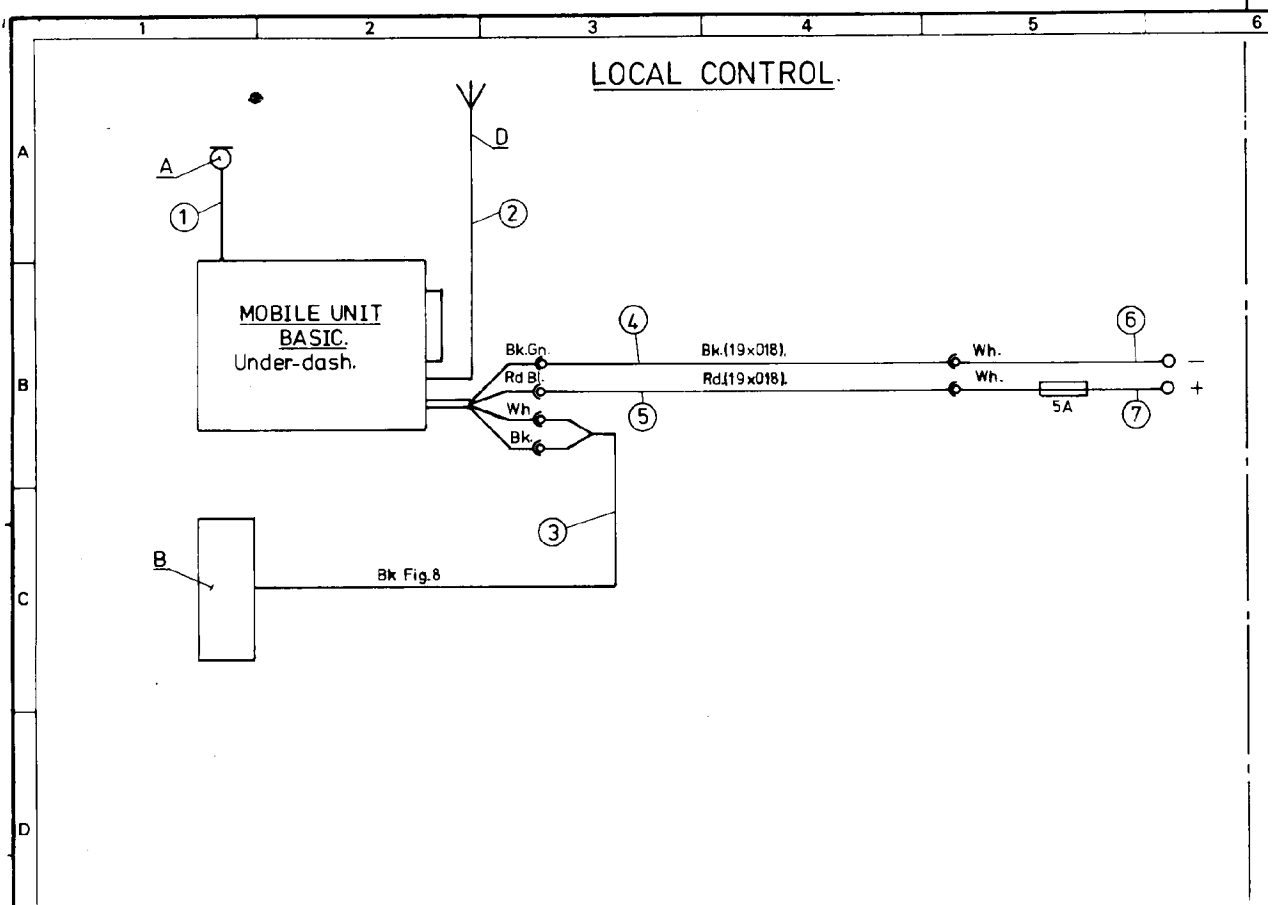 1 2 3 4 5 6
LOCAL CONTROL.
A
D
A
1
2
MOBILE UNIT
BASIC.
Under-dash.
4
6
Bk.Gn.
Bk.(19x018).
Wh.
−
B
Rd Bl.
Rd.(19x018).
Wh.
+
5A
5
7
Wh
Bk.
3
B
Bk Fig.8
C
D